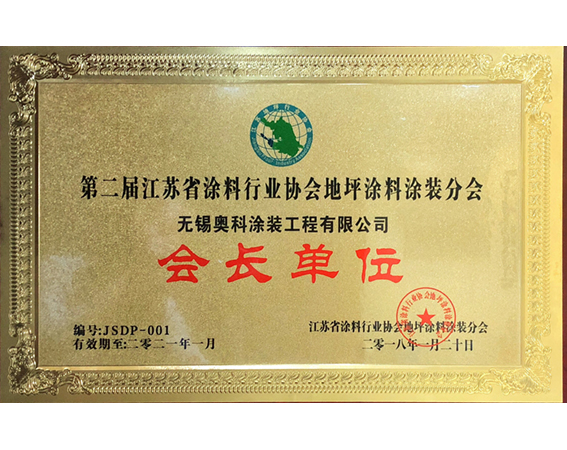 第二届江苏省涂料行业协会地坪涂料涂装分会
无锡奥科涂装工程有限公司
会长单位
编号:JSDP-001
有效期至:二〇二一年一月
江苏省涂料行业协会地坪涂料涂装分会
二〇一八年一月二十日